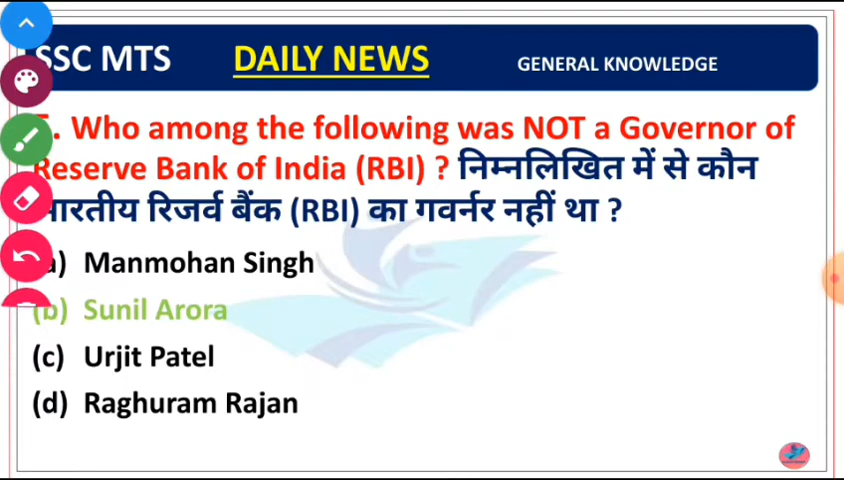 SSC MTS DAILY NEWS GENERAL KNOWLEDGE
. Who among the following was NOT a Governor of
Reserve Bank of India (RBI) ? निम्नलिखित में से कौन
भारतीय रिजर्व बैंक (RBI) का गवर्नर नहीं था ?
(a) Manmohan Singh
(b) Sunil Arora
(c) Urjit Patel
(d) Raghuram Rajan